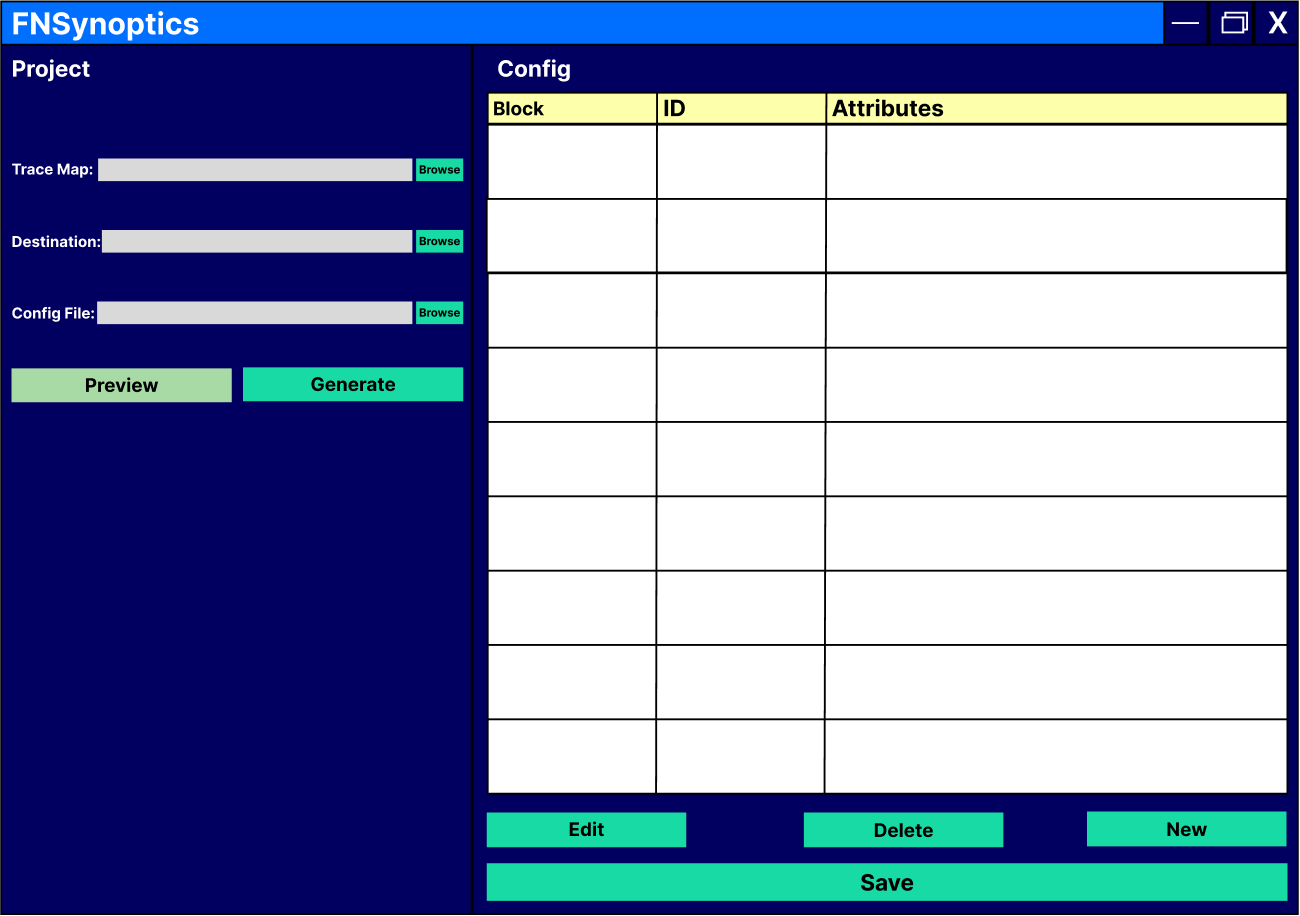 FNSynoptics
X
Project
Trace Map:
Browse
Destination:
Browse
Config File:
Browse
Preview
Generate
Config
Block ID Attributes
Edit
Delete
New
Save